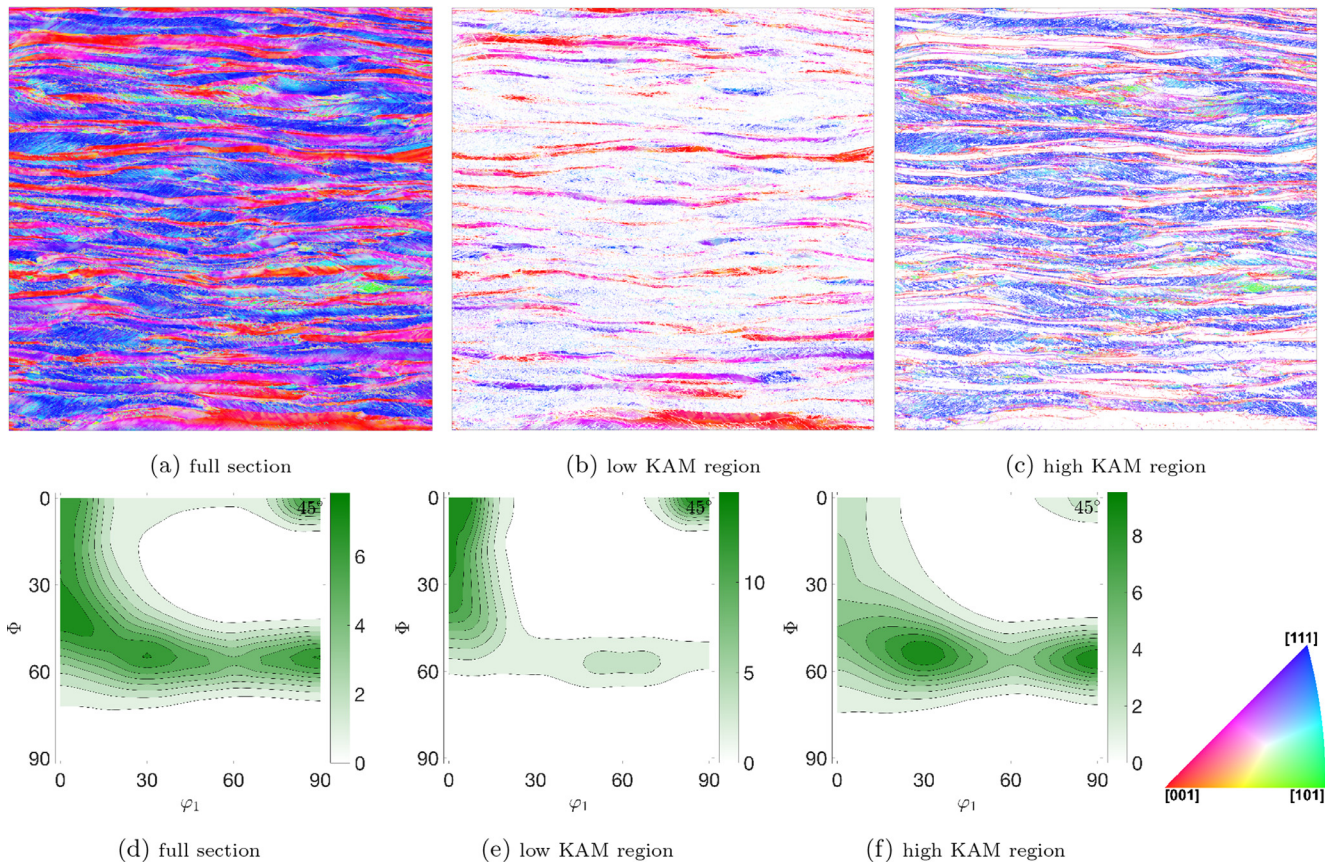 (a) full section
(b) low KAM region
(c) high KAM region
0
30
60
90
Φ
0 30 60 90
φ₁
45°
6
4
2
0
0
30
60
90
Φ
0 30 60 90
φ₁
45°
10
5
0
0
30
60
90
Φ
0 30 60 90
φ₁
45°
8
6
4
2
0
[111]
[001]
[101]
(d) full section
(e) low KAM region
(f) high KAM region